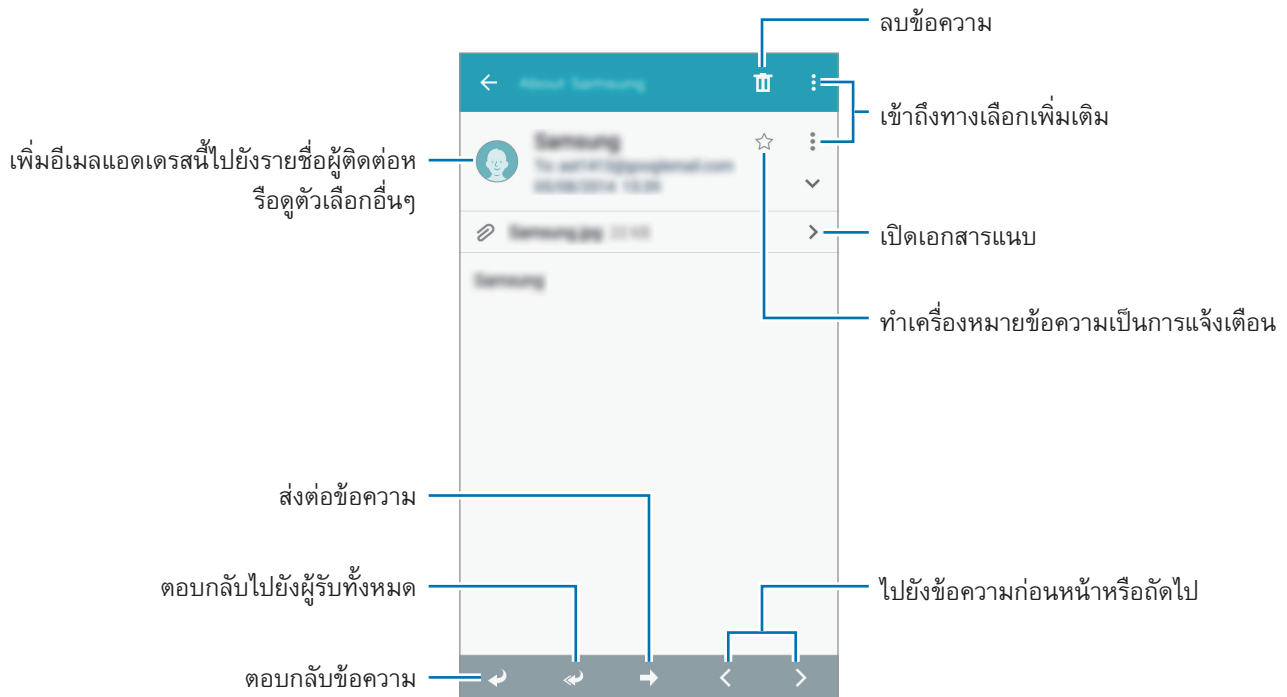 ลบข้อความ
เข้าถึงทางเลือกเพิ่มเติม
เพิ่มอีเมลแอดเดรสนี้ไปยังรายชื่อผู้ติดต่อห
รือดูตัวเลือกอื่นๆ
About Samsung
Samsung
Samsung.jpg
เปิดเอกสารแนบ
Samsung
ทำเครื่องหมายข้อความเป็นการแจ้งเตือน
ส่งต่อข้อความ
ตอบกลับไปยังผู้รับทั้งหมด
ไปยังข้อความก่อนหน้าหรือถัดไป
ตอบกลับข้อความ